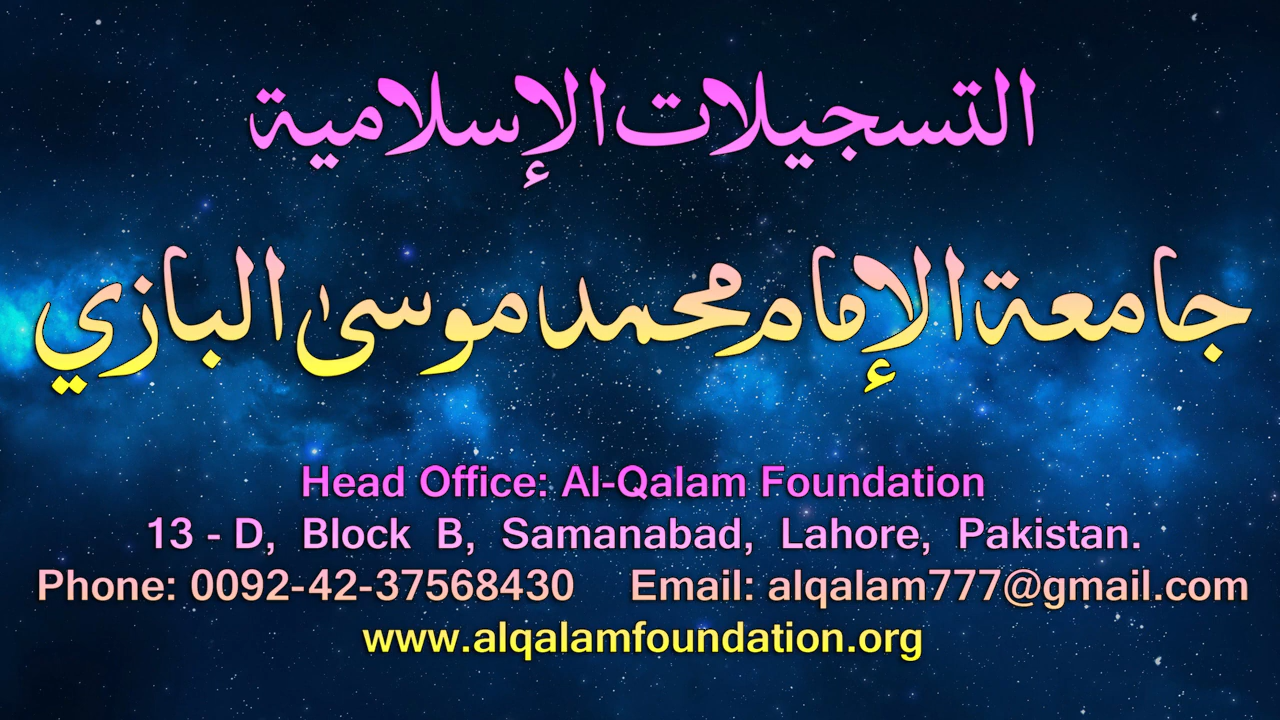 التسجيلات الإسلامية
جامعة الإمام محمد موسىٰ البازي
Head Office: Al-Qalam Foundation
13 - D, Block B, Samanabad, Lahore, Pakistan.
Phone: 0092-42-37568430 Email: alqalam777@gmail.com
www.alqalamfoundation.org